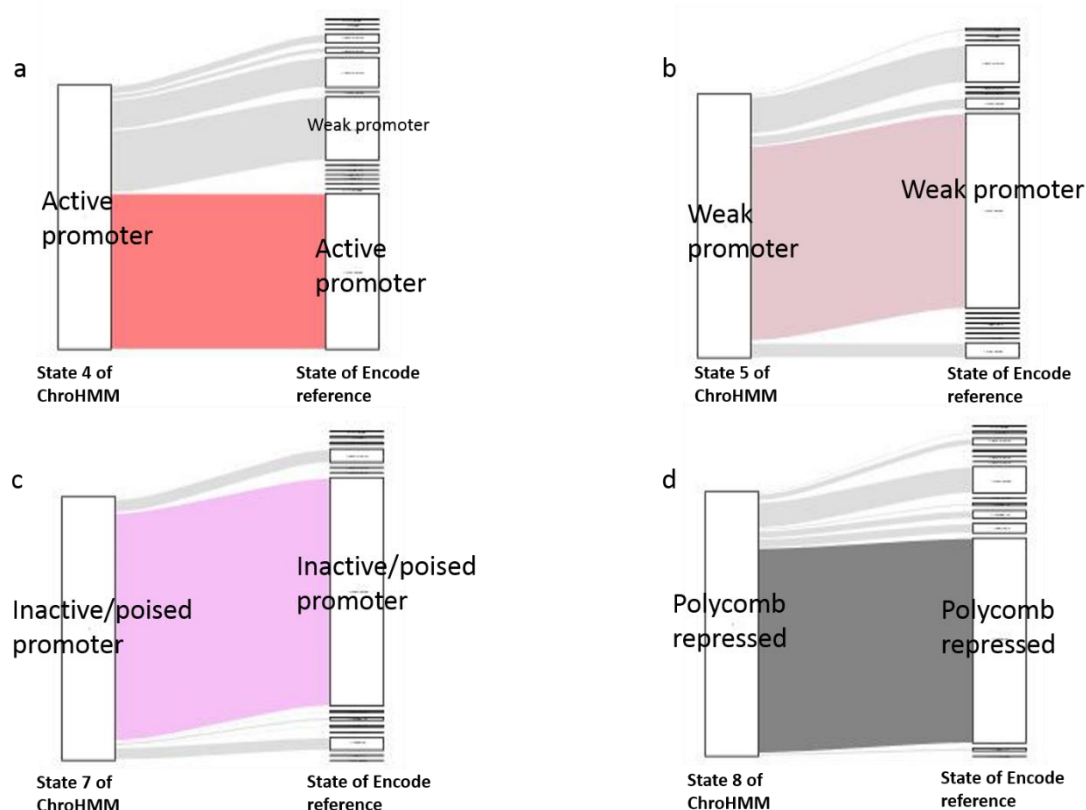 a
Weak promoter
Active
promoter
Active
promoter
State 4 of
ChroHMM
State of Encode
reference
b
Weak
promoter
Weak promoter
State 5 of
ChroHMM
State of Encode
reference
c
Inactive/poised
promoter
Inactive/poised
promoter
State 7 of
ChroHMM
State of Encode
reference
d
Polycomb
repressed
Polycomb
repressed
State 8 of
ChroHMM
State of Encode
reference